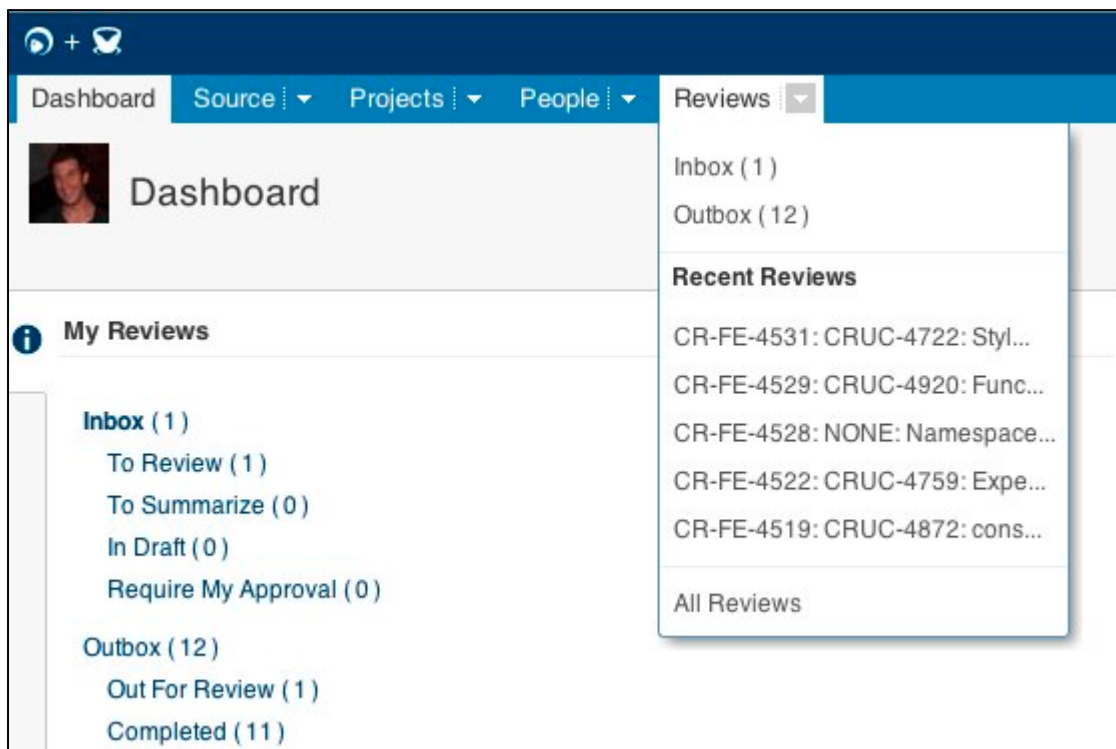 +
Dashboard Source Projects People Reviews
Dashboard
Inbox (1)
Outbox (12)
Recent Reviews
CR-FE-4531: CRUC-4722: Styl...
CR-FE-4529: CRUC-4920: Func...
CR-FE-4528: NONE: Namespace...
CR-FE-4522: CRUC-4759: Expe...
CR-FE-4519: CRUC-4872: cons...
All Reviews
My Reviews
Inbox (1)
To Review (1)
To Summarize (0)
In Draft (0)
Require My Approval (0)
Outbox (12)
Out For Review (1)
Completed (11)